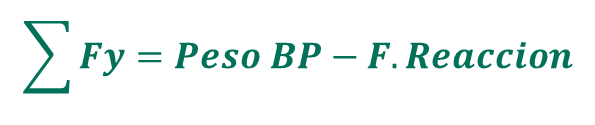 ∑ Fy = Peso BP − F. Reaccion